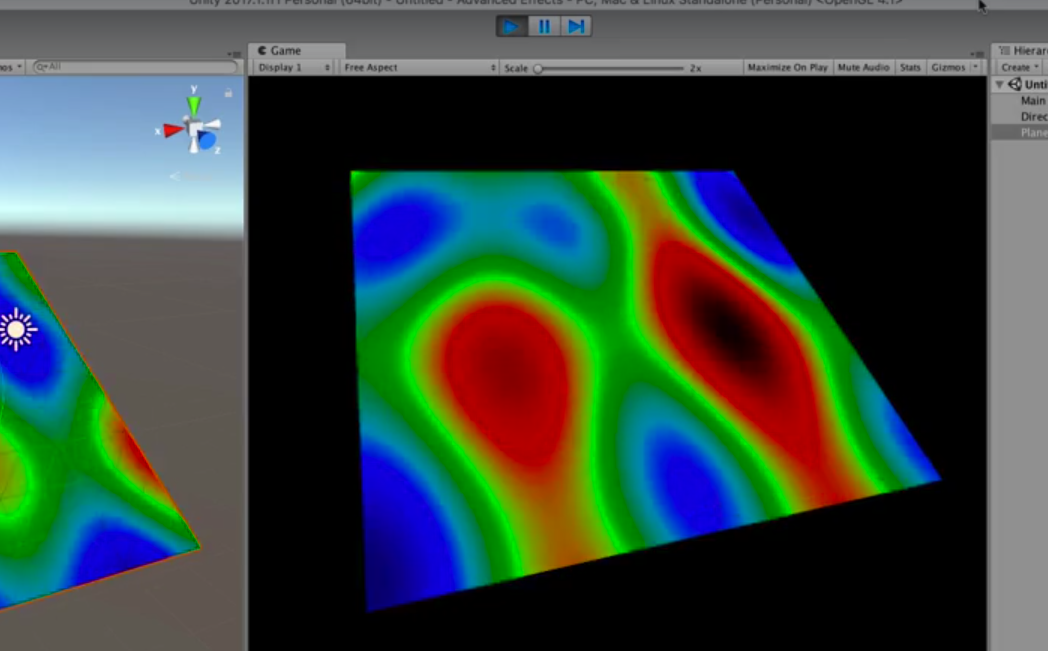 Unity 2017.1.1f1 Personal (64bit) - Untitled - Advanced Effects - PC, Mac & Linux Standalone (Personal) <OpenGL 4.1>
Game
Hierar
mos
All
Display 1
Free Aspect
Scale
2x
Maximize On Play
Mute Audio
Stats
Gizmos
Create
y
x
z
Unti
Main
Direc
Plane